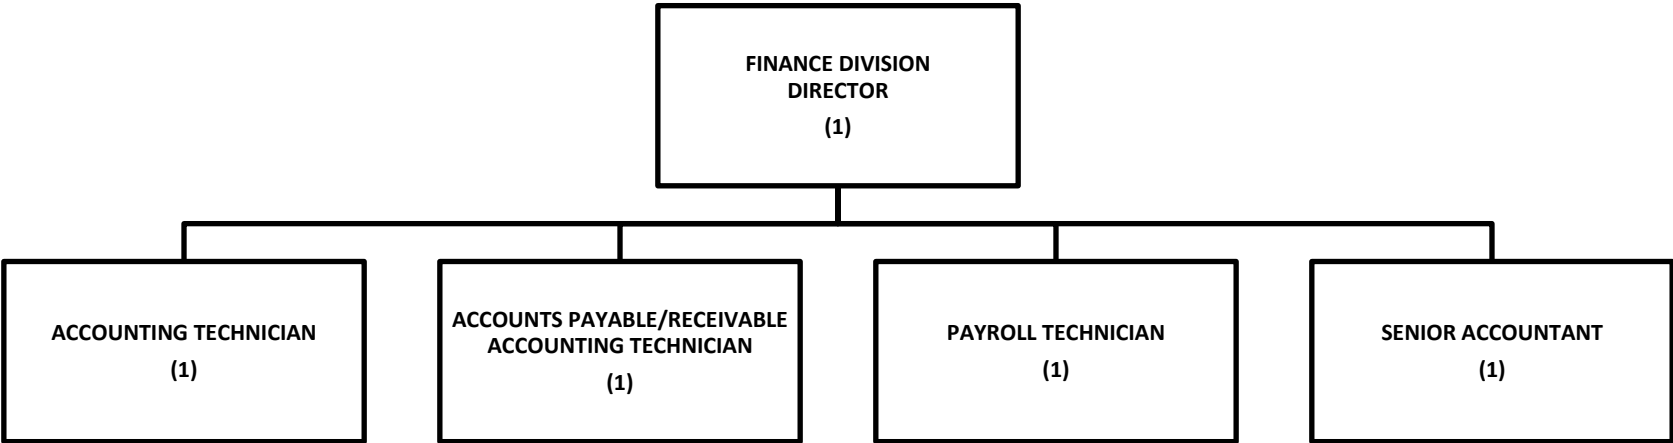 FINANCE DIVISION
DIRECTOR
(1)
ACCOUNTING TECHNICIAN
(1)
ACCOUNTS PAYABLE/RECEIVABLE
ACCOUNTING TECHNICIAN
(1)
PAYROLL TECHNICIAN
(1)
SENIOR ACCOUNTANT
(1)